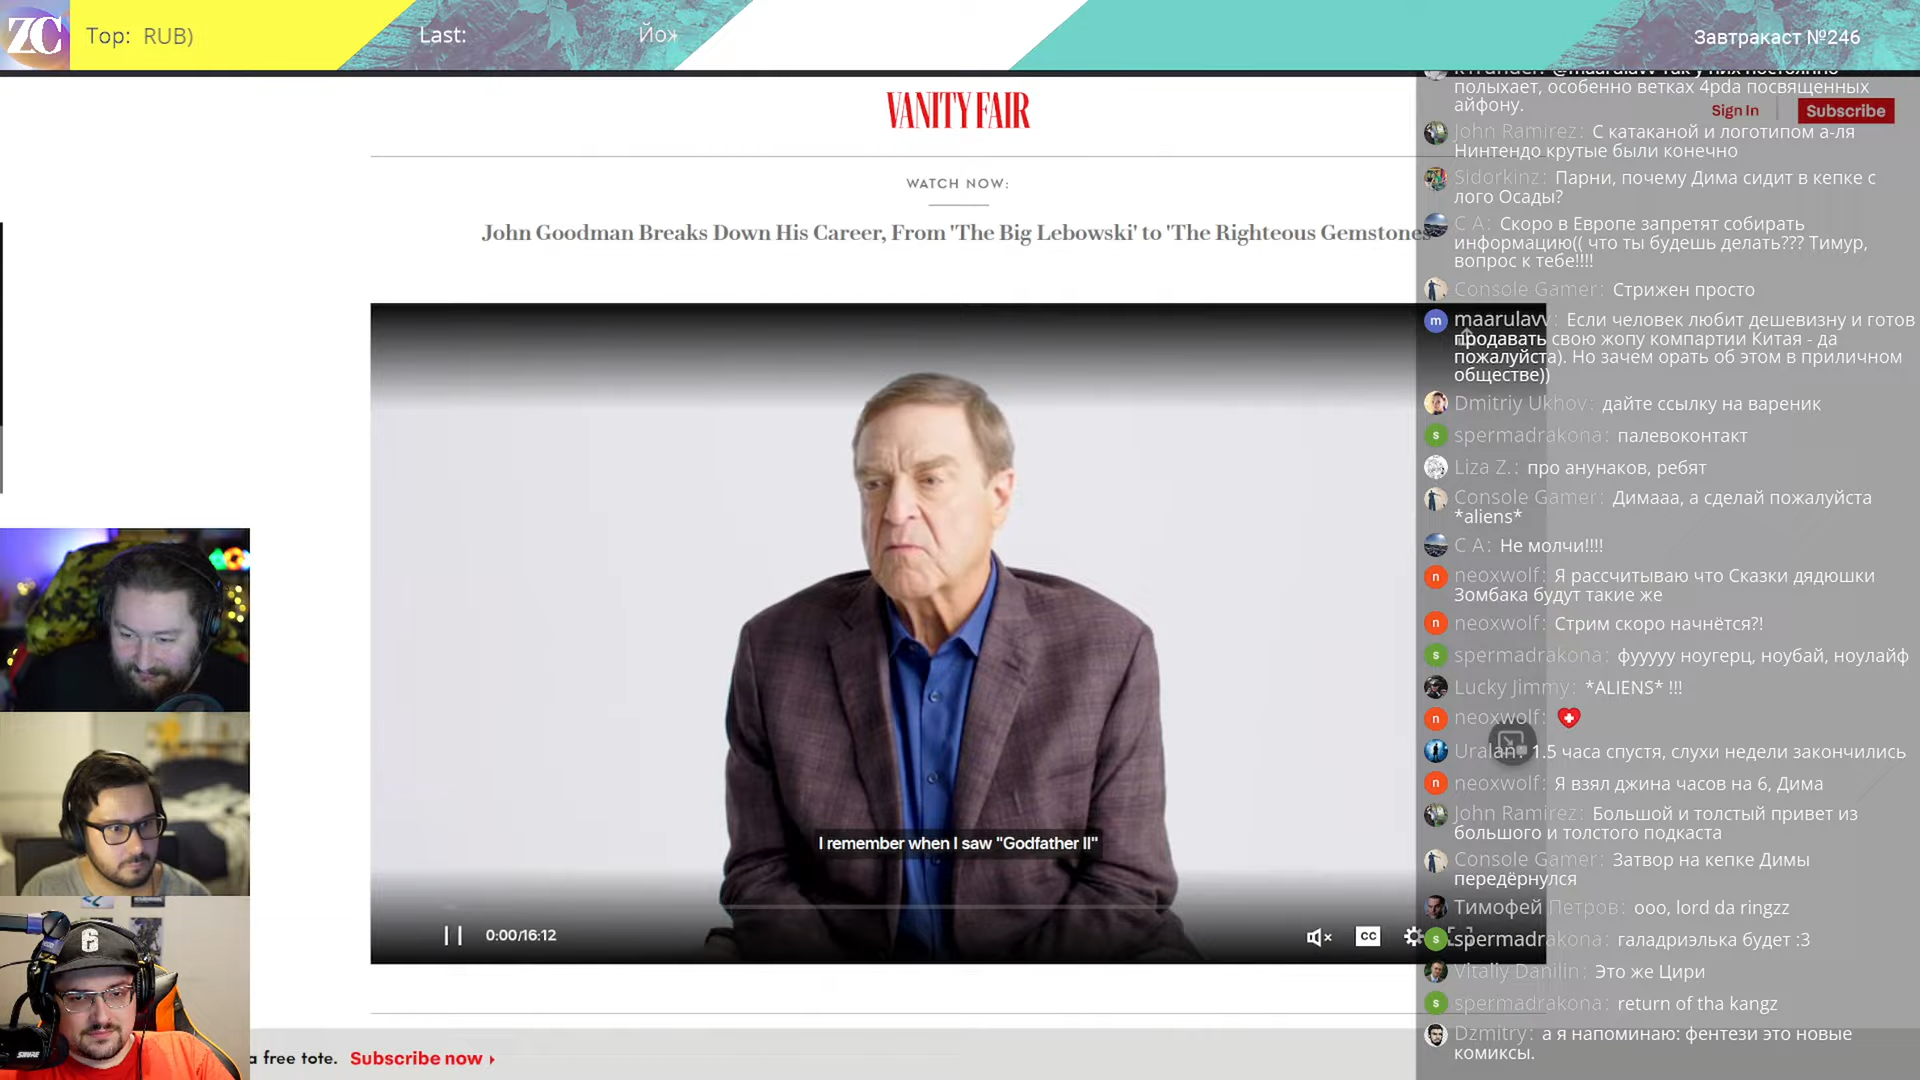 ZC
Top: RUB)
Last:
Завтракаст №246
VANITY FAIR
Sign In
Subscribe
WATCH NOW:
John Goodman Breaks Down His Career, From 'The Big Lebowski' to 'The Righteous Gemstones
полыхает, особенно ветках 4pda посвященных
айфону.
John Ramirez: С катаканой и логотипом а-ля
Нинтендо крутые были конечно
Sidorkinz: Парни, почему Дима сидит в кепке с
лого Осады?
C A: Скоро в Европе запретят собирать
информацию(( что ты будешь делать??? Тимур,
вопрос к тебе!!!!
Console Gamer: Стрижен просто
m
maarulavv: Если человек любит дешевизну и готов
продавать свою жопу компартии Китая - да
пожалуйста). Но зачем орать об этом в приличном
обществе))
Dmitriy Ukhov: дайте ссылку на вареник
s
spermadrakona: палевоконтакт
Liza Z.: про анунаков, ребят
Console Gamer: Димааа, а сделай пожалуйста
*aliens*
C A: Не молчи!!!!
n
neoxwolf: Я рассчитываю что Сказки дядюшки
Зомбака будут такие же
n
neoxwolf: Стрим скоро начнётся?!
s
spermadrakona: фууууу ноугерц, ноубай, ноулайф
Lucky Jimmy: *ALIENS* !!!
n
neoxwolf:
Uralan: 1.5 часа спустя, слухи недели закончились
n
neoxwolf: Я взял джина часов на 6, Дима
John Ramirez: Большой и толстый привет из
большого и толстого подкаста
Console Gamer: Затвор на кепке Димы
передёрнулся
Тимофей Петров: ооо, lord da ringzz
s
spermadrakona: галадриэлька будет :3
Vitaliy Danilin: Это же Цири
s
spermadrakona: return of tha kangz
Dzmitry: а я напоминаю: фентези это новые
комиксы.
I remember when I saw "Godfather II"
0:00/16:12
CC
6
SHURE
a free tote. Subscribe now